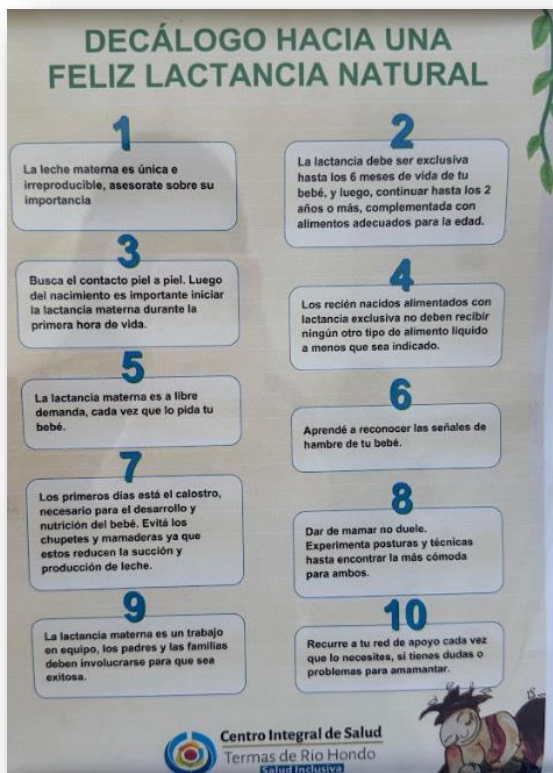 DECÁLOGO HACIA UNA
FELIZ LACTANCIA NATURAL
1
La leche materna es única e
irreproducible, asesorate sobre su
importancia
2
La lactancia debe ser exclusiva
hasta los 6 meses de vida de tu
bebé, y luego, continuar hasta los 2
años o más, complementada con
alimentos adecuados para la edad.
3
Busca el contacto piel a piel. Luego
del nacimiento es importante iniciar
la lactancia materna durante la
primera hora de vida.
4
Los recién nacidos alimentados con
lactancia exclusiva no deben recibir
ningún otro tipo de alimento líquido
a menos que sea indicado.
5
La lactancia materna es a libre
demanda, cada vez que lo pida tu
bebé.
6
Aprendé a reconocer las señales de
hambre de tu bebé.
7
Los primeros días está el calostro,
necesario para el desarrollo y
nutrición del bebé. Evitá los
chupetes y mamaderas ya que
estos reducen la succión y
producción de leche.
8
Dar de mamar no duele.
Experimenta posturas y técnicas
hasta encontrar la más cómoda
para ambos.
9
La lactancia materna es un trabajo
en equipo, los padres y las familias
deben involucrarse para que sea
exitosa.
10
Recurre a tu red de apoyo cada vez
que lo necesites, si tienes dudas o
problemas para amamantar.
Centro Integral de Salud
Termas de Rio Hondo
Salud Inclusiva